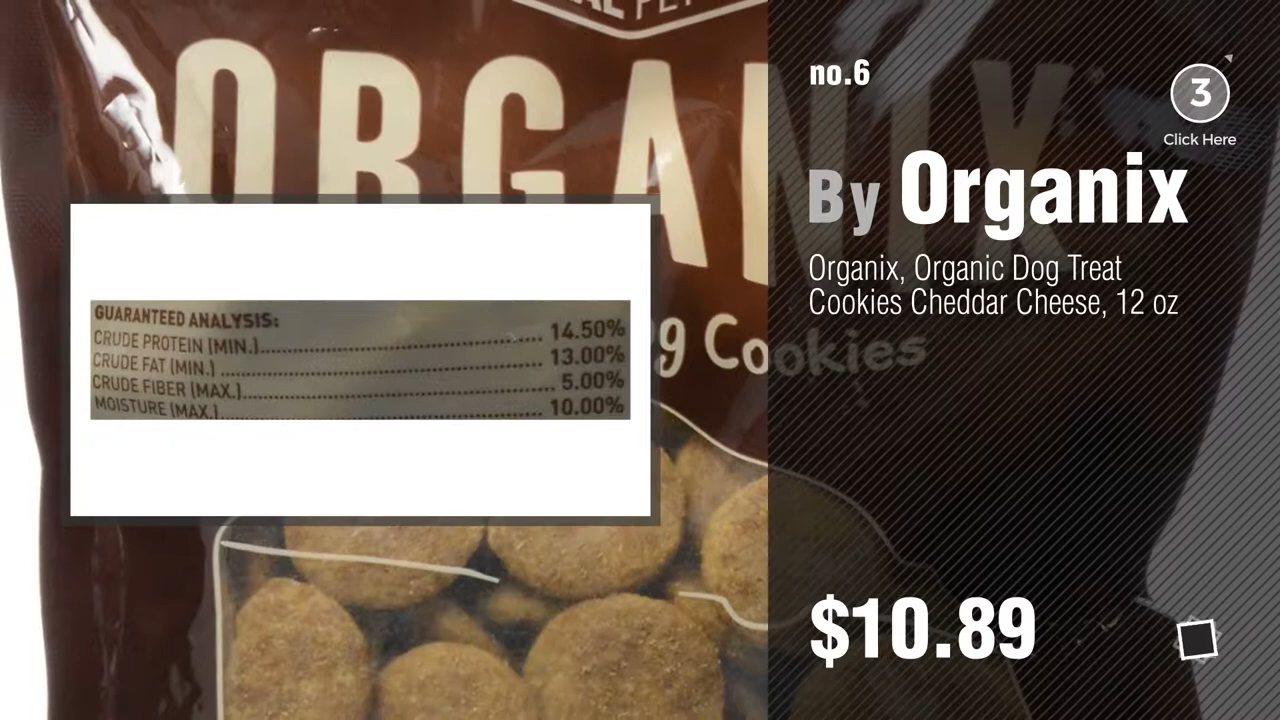 ORGANIX
no.6
3
Click Here
By Organix
Organix, Organic Dog Treat
Cookies Cheddar Cheese, 12 oz
GUARANTEED ANALYSIS:
CRUDE PROTEIN (MIN.) 14.50%
CRUDE FAT (MIN.) 13.00%
CRUDE FIBER (MAX.) 5.00%
MOISTURE (MAX.) 10.00%
Cookies
$10.89